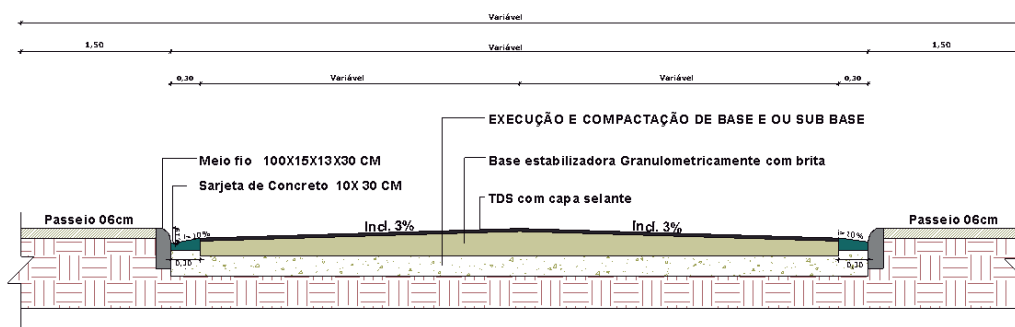 Variável
1,50 Variável 1,50
0,30 Variável Variável 0,30
EXECUÇÃO E COMPACTAÇÃO DE BASE E OU SUB BASE
Meio fio 100X15X13X30 CM
Base estabilizadora Granulometricamente com brita
Sarjeta de Concreto 10X 30 CM
TDS com capa selante
Passeio 06cm Incl. 3% Incl. 3% Passeio 06cm
0,30 0,30